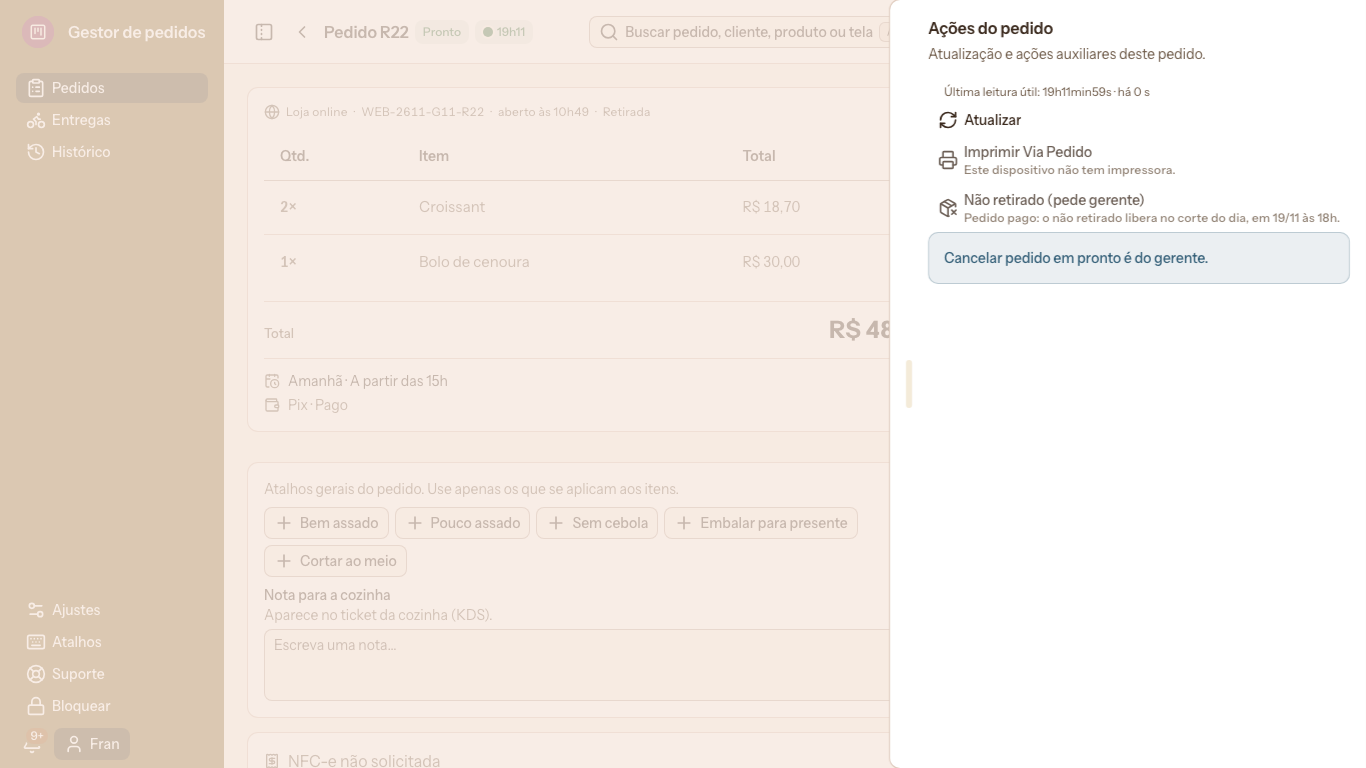 Gestor de pedidos
Pedidos
Entregas
Histórico
Ajustes
Atalhos
Suporte
Bloquear
9+
Fran
Pedido R22
Pronto
19h11
Buscar pedido, cliente, produto ou tela
Loja online · WEB-2611-G11-R22 · aberto às 10h49 · Retirada
Qtd. Item Total
2× Croissant R$ 18,70
1× Bolo de cenoura R$ 30,00
Total R$ 48
Amanhã · A partir das 15h
Pix · Pago
Atalhos gerais do pedido. Use apenas os que se aplicam aos itens.
Bem assado
Pouco assado
Sem cebola
Embalar para presente
Cortar ao meio
Nota para a cozinha
Aparece no ticket da cozinha (KDS).
Escreva uma nota...
NFC-e não solicitada
Ações do pedido
Atualização e ações auxiliares deste pedido.
Última leitura útil: 19h11min59s · há 0 s
Atualizar
Imprimir Via Pedido
Este dispositivo não tem impressora.
Não retirado (pede gerente)
Pedido pago: o não retirado libera no corte do dia, em 19/11 às 18h.
Cancelar pedido em pronto é do gerente.